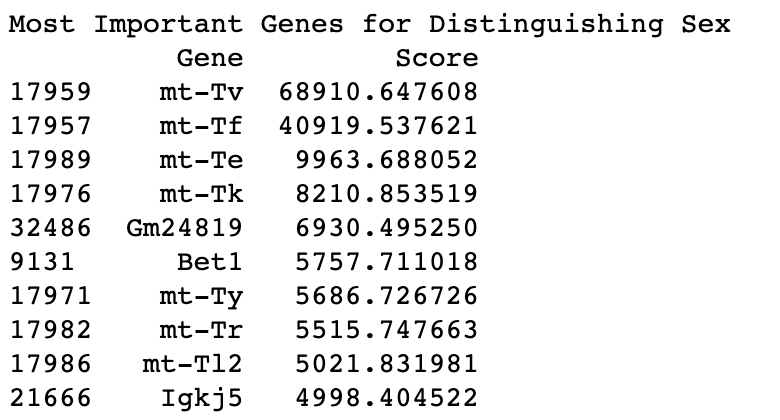 Most Important Genes for Distinguishing Sex
Gene Score
17959 mt-Tv 68910.647608
17957 mt-Tf 40919.537621
17989 mt-Te 9963.688052
17976 mt-Tk 8210.853519
32486 Gm24819 6930.495250
9131 Bet1 5757.711018
17971 mt-Ty 5686.726726
17982 mt-Tr 5515.747663
17986 mt-Tl2 5021.831981
21666 Igkj5 4998.404522